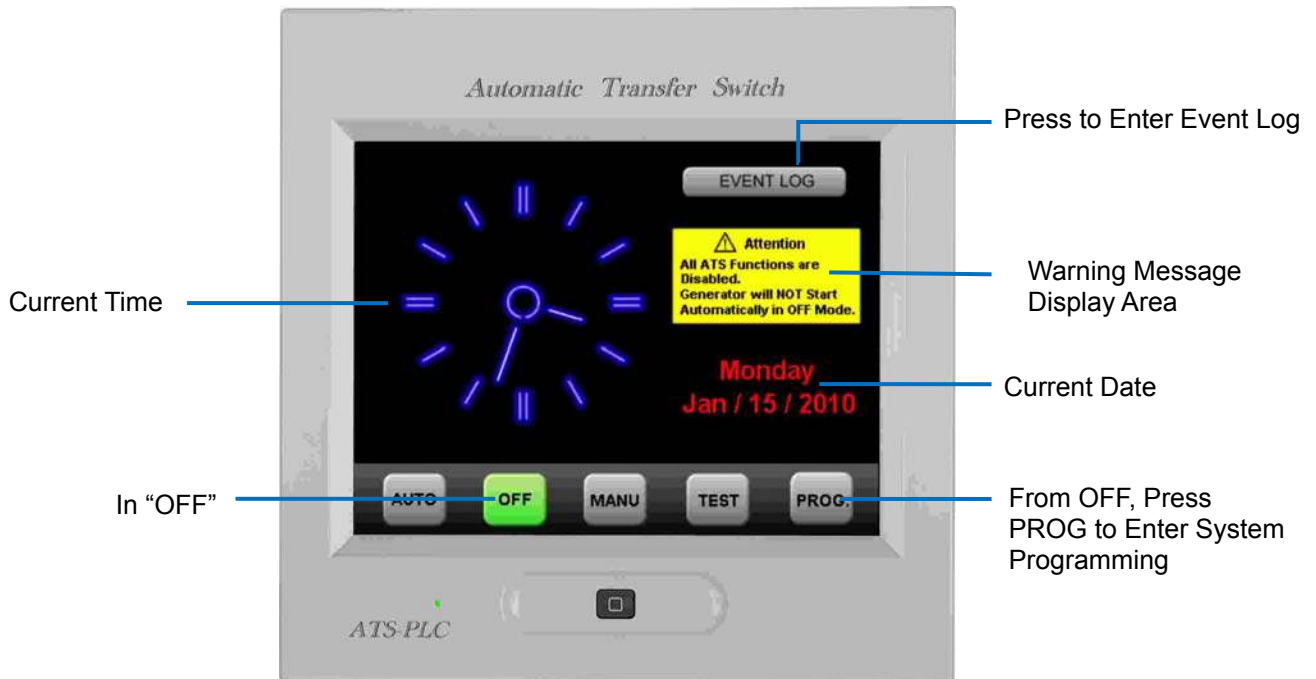 Automatic Transfer Switch
Press to Enter Event Log
EVENT LOG
Attention
All ATS Functions are
Disabled.
Generator will NOT Start
Automatically in OFF Mode.
Warning Message
Display Area
Current Time
Monday
Jan / 15 / 2010
Current Date
In “OFF”
AUTO
OFF
MANU
TEST
PROG.
From OFF, Press
PROG to Enter System
Programming
ATS-PLC